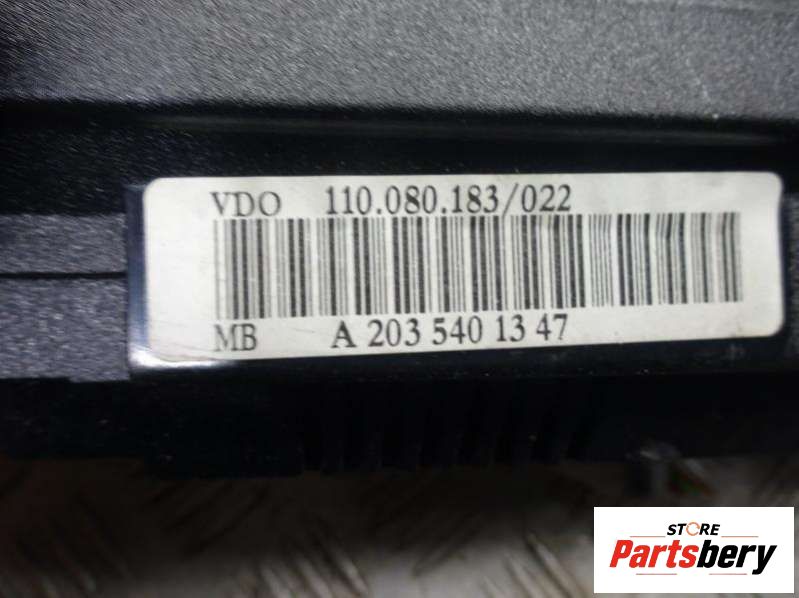 VDO 110.080.183/022
MB A 203 540 13 47
STORE
Partsbery